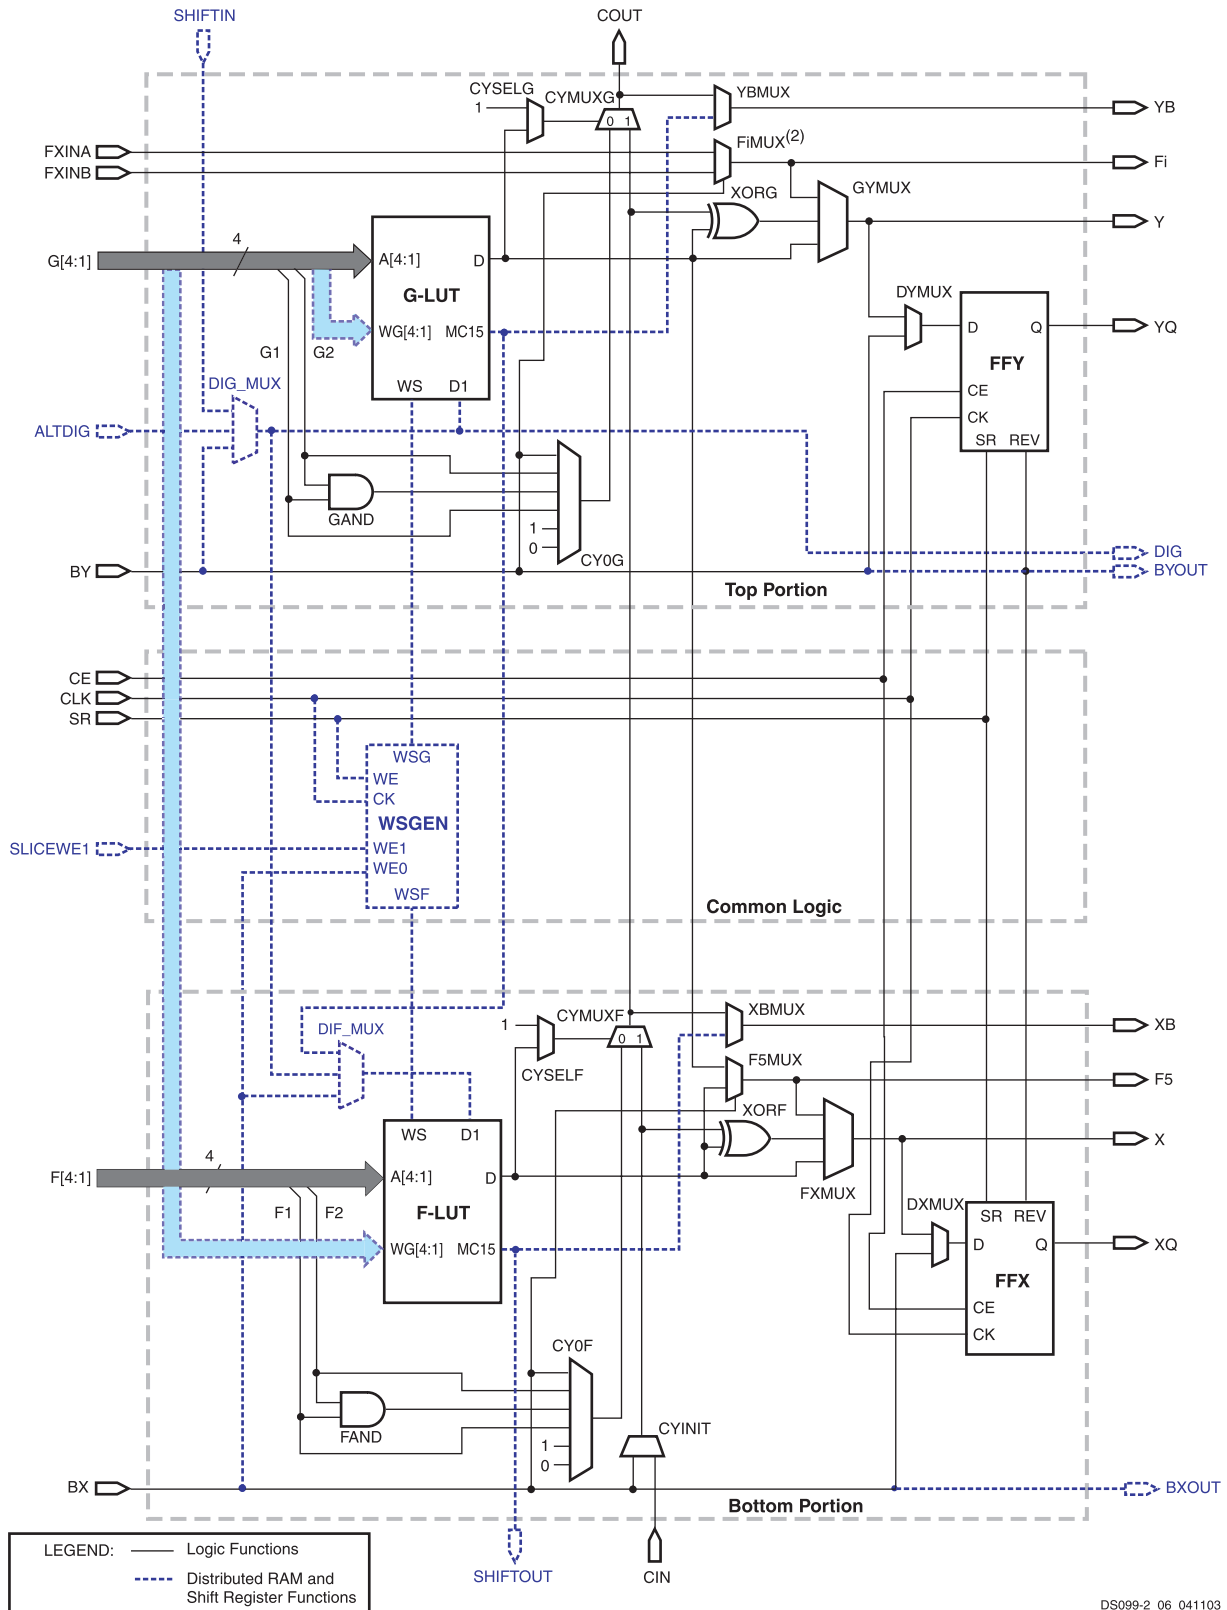 SHIFTIN
COUT
CYSELG
1
CYMUXG
0 1
YBMUX
YB
FXINA
FXINB
FiMUX(2)
Fi
XORG
GYMUX
Y
G[4:1]
4
A[4:1]
D
G-LUT
WG[4:1]
MC15
WS
D1
G1
G2
DYMUX
D
Q
YQ
FFY
CE
CK
SR
REV
DIG_MUX
ALTDIG
GAND
1
0
CY0G
DIG
BY
BYOUT
Top Portion
CE
CLK
SR
WSG
WE
CK
WSGEN
SLICEWE1
WE1
WE0
WSF
Common Logic
DIF_MUX
1
CYMUXF
0 1
CYSELF
XBMUX
XB
F5MUX
F5
XORF
X
FXMUX
WS
D1
F[4:1]
4
A[4:1]
D
F-LUT
F1
F2
WG[4:1]
MC15
DXMUX
SR
REV
D
Q
XQ
FFX
CE
CK
CY0F
FAND
1
0
CYINIT
BX
BXOUT
Bottom Portion
LEGEND:
Logic Functions
Distributed RAM and
Shift Register Functions
SHIFTOUT
CIN
DS099-2_06_041103